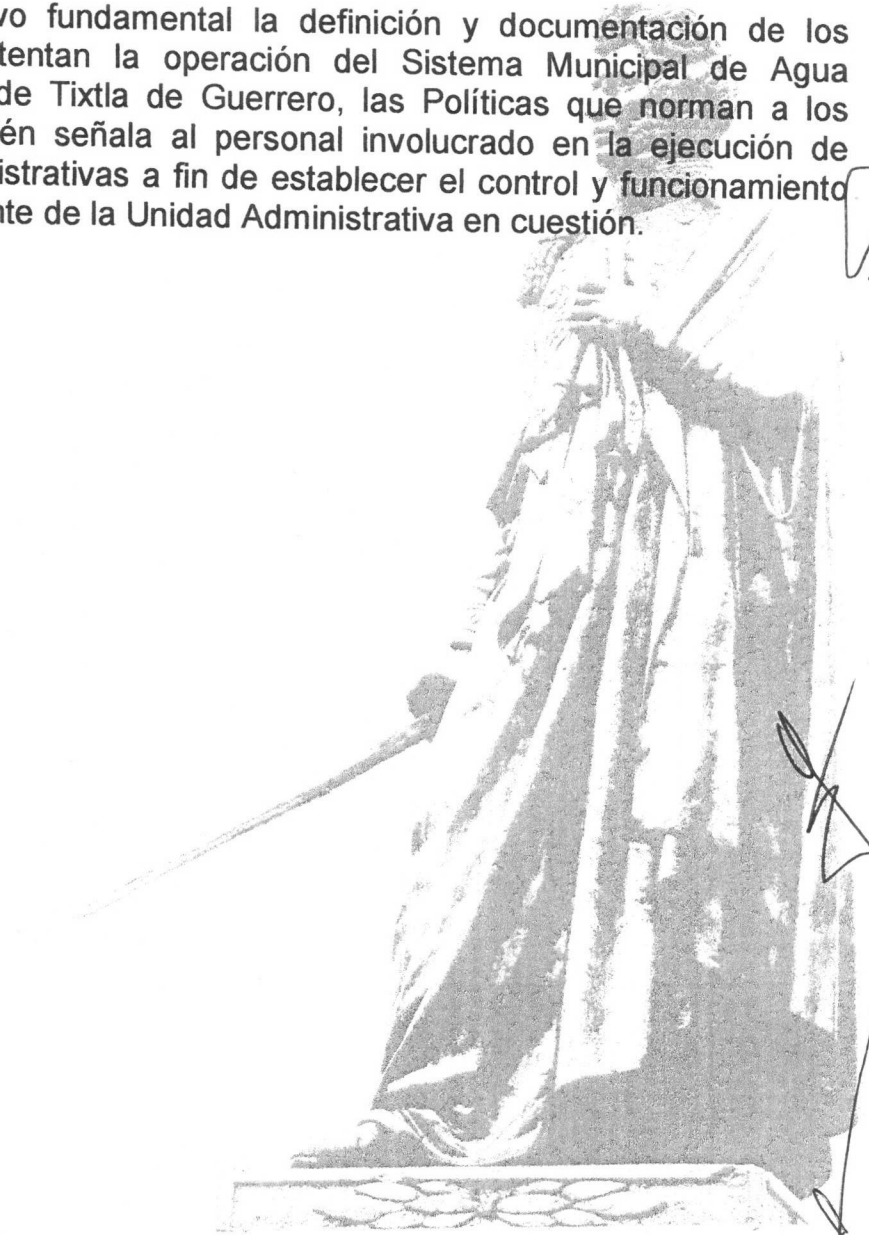 vo fundamental la definición y documentación de los
tentan la operación del Sistema Municipal de Agua
de Tixtla de Guerrero, las Políticas que norman a los
én señala al personal involucrado en la ejecución de
istrativas a fin de establecer el control y funcionamiento
nte de la Unidad Administrativa en cuestión.